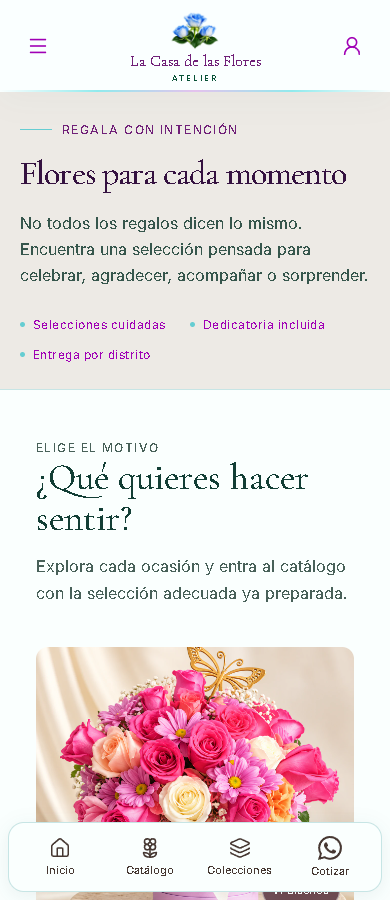 La Casa de las Flores
ATELIER
REGALA CON INTENCIÓN
Flores para cada momento
No todos los regalos dicen lo mismo.
Encuentra una selección pensada para
celebrar, agradecer, acompañar o sorprender.
Selecciones cuidadas
Dedicatoria incluida
Entrega por distrito
ELIGE EL MOTIVO
¿Qué quieres hacer
sentir?
Explora cada ocasión y entra al catálogo
con la selección adecuada ya preparada.
Inicio
Catálogo
Colecciones
Cotizar